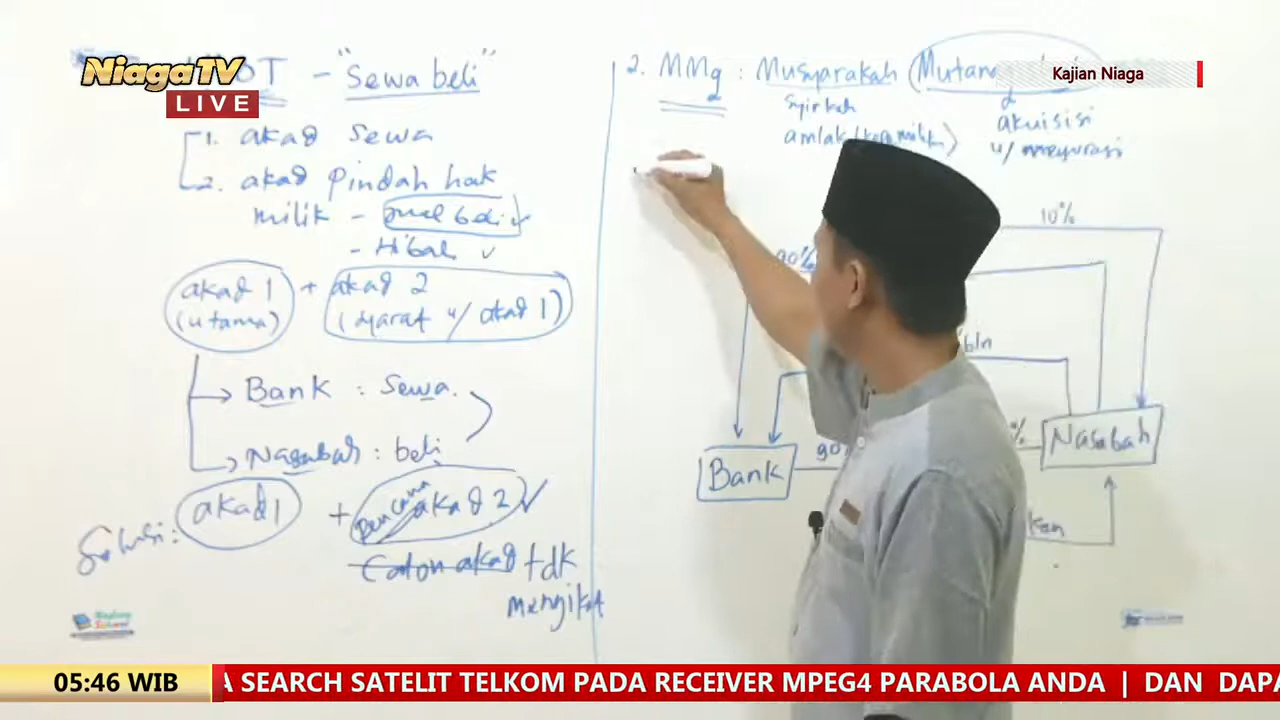 NiagaTV
LIVE
Kajian Niaga
"Sewa beli"
1. akad sewa
2. akad pindah hak
milik - jual beli
- Hibah ✓
akad 1 + akad 2
(utama) (syarat u/ akad 1)
→ Bank : Sewa
→ Nasabah : beli
Solusi: akad 1 + Rencana akad 2 ✓
Calon akad tdk
mengikat
2. MMq : Musyarakah (
syirkah
amlak
akuisisi
u/
10%
90%
bln
Bank
Nasabah
05:46 WIB
A SEARCH SATELIT TELKOM PADA RECEIVER MPEG4 PARABOLA ANDA | DAN DAPA